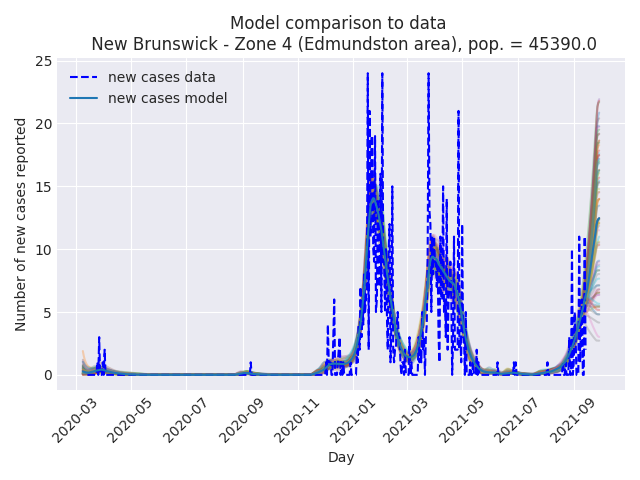 Model comparison to data
New Brunswick - Zone 4 (Edmundston area), pop. = 45390.0
new cases data
new cases model
Number of new cases reported
25
20
15
10
5
0
2020-03
2020-05
2020-07
2020-09
2020-11
2021-01
2021-03
2021-05
2021-07
2021-09
Day